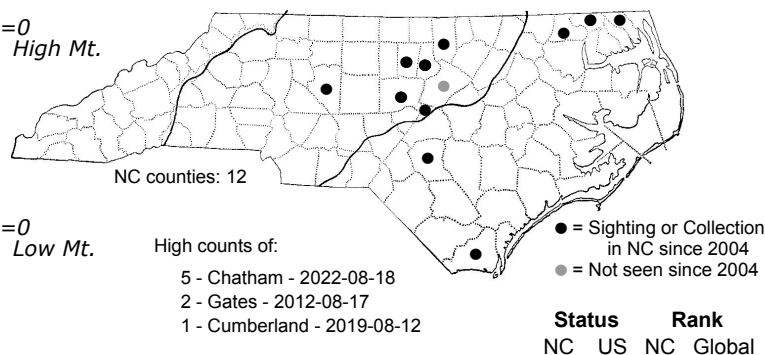 =0
High Mt.
NC counties: 12
=0
Low Mt.
High counts of:
5 - Chatham - 2022-08-18
2 - Gates - 2012-08-17
1 - Cumberland - 2019-08-12
= Sighting or Collection
in NC since 2004
= Not seen since 2004
Status Rank
NC US NC Global